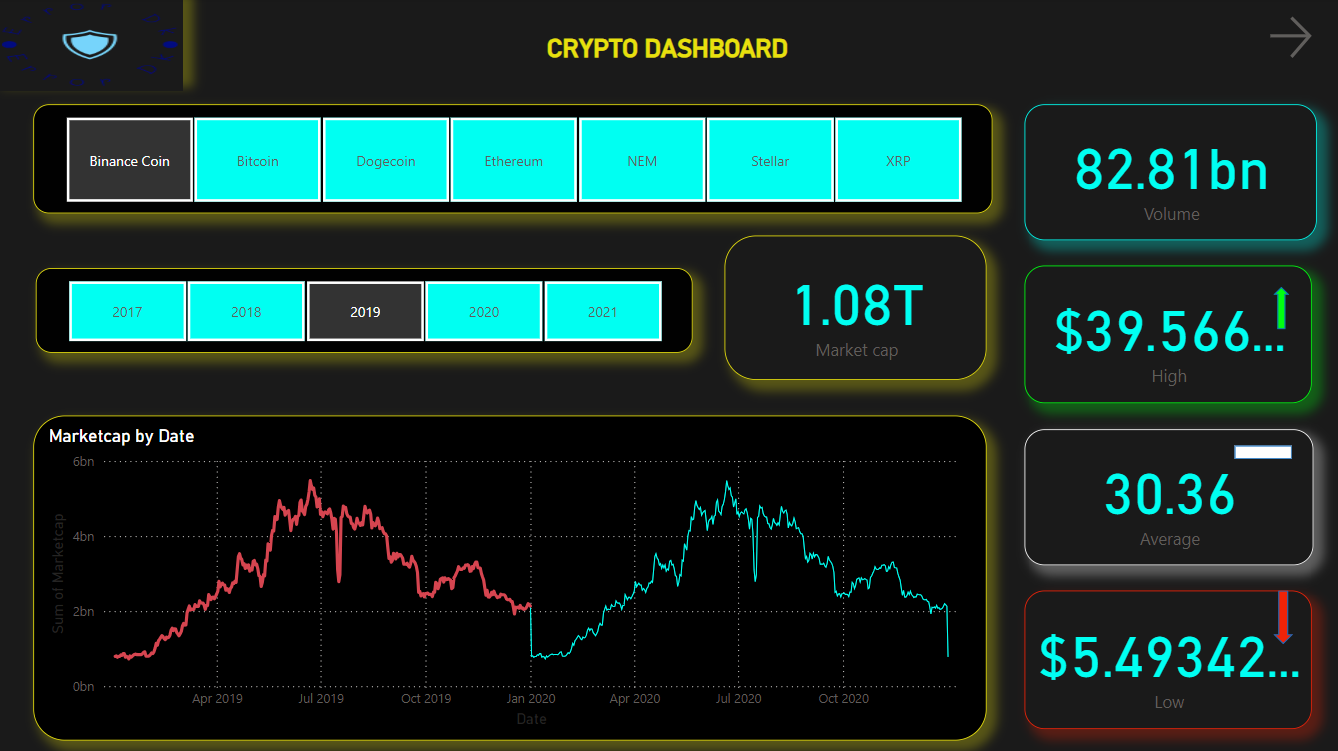 CRYPTO DASHBOARD
Binance Coin
Bitcoin
Dogecoin
Ethereum
NEM
Stellar
XRP
82.81bn
Volume
2017
2018
2019
2020
2021
1.08T
Market cap
$39.566...
High
Marketcap by Date
6bn
4bn
2bn
0bn
Sum of Marketcap
Apr 2019
Jul 2019
Oct 2019
Jan 2020
Apr 2020
Jul 2020
Oct 2020
Date
30.36
Average
$5.49342...
Low